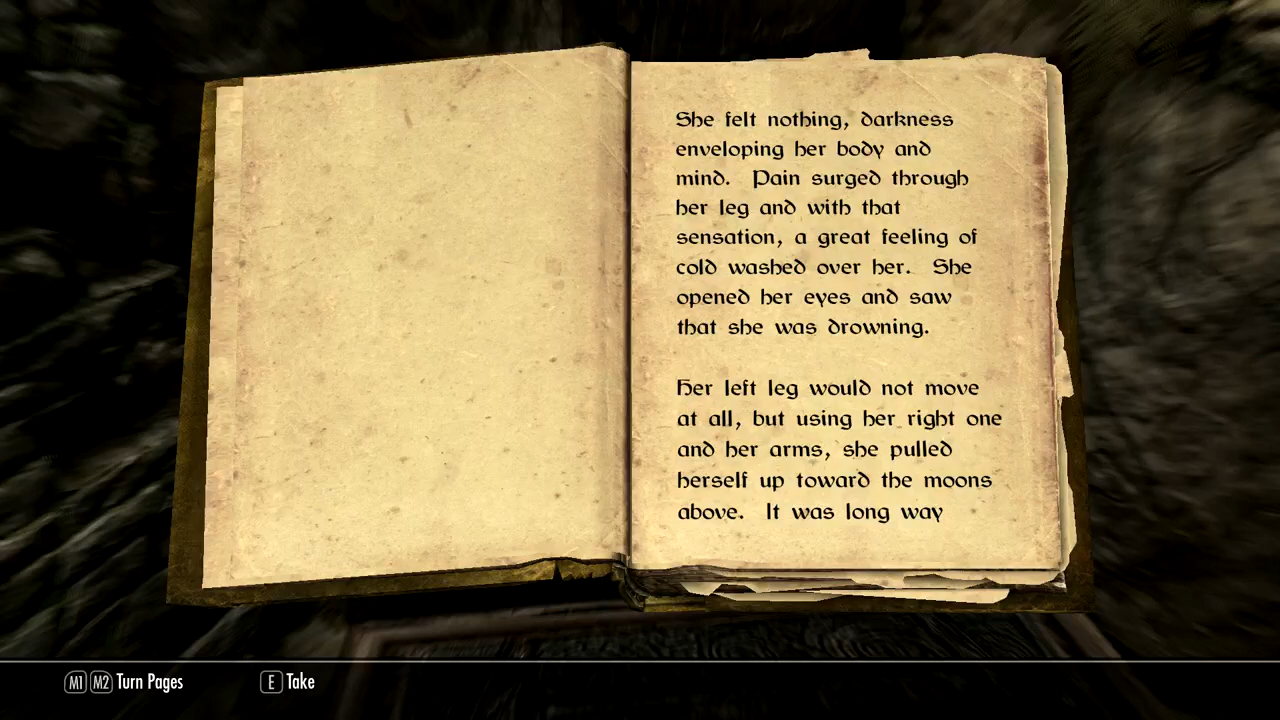 She felt nothing, darkness
enveloping her body and
mind.  Pain surged through
her leg and with that
sensation, a great feeling of
cold washed over her.  She
opened her eyes and saw
that she was drowning.
Her left leg would not move
at all, but using her right one
and her arms, she pulled
herself up toward the moons
above.  It was long way
M1 M2 Turn Pages
E Take